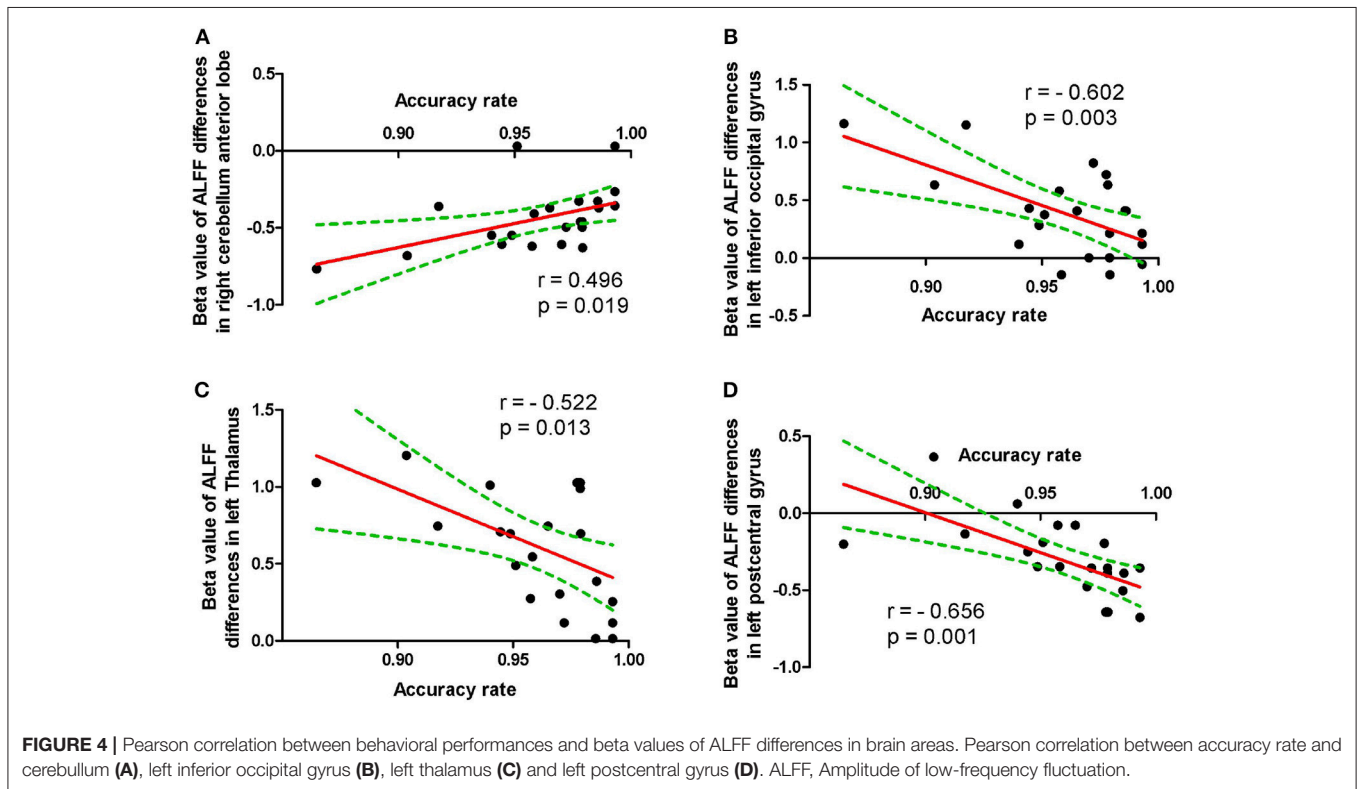 A
Beta value of ALFF differences
in right cerebellum anterior lobe
0.5
0.0
-0.5
-1.0
Accuracy rate
0.90 0.95 1.00
r = 0.496
p = 0.019
B
Beta value of ALFF differences
in left inferior occipital gyrus
1.5
1.0
0.5
0.0
-0.5
r = - 0.602
p = 0.003
0.90 0.95 1.00
Accuracy rate
C
Beta value of ALFF
differences in left Thalamus
1.5
1.0
0.5
0.0
r = - 0.522
p = 0.013
0.90 0.95 1.00
Accuracy rate
D
Beta value of ALFF differences
in left postcentral gyrus
0.5
0.0
-0.5
-1.0
Accuracy rate
0.90 0.95 1.00
r = - 0.656
p = 0.001
FIGURE 4 | Pearson correlation between behavioral performances and beta values of ALFF differences in brain areas. Pearson correlation between accuracy rate and
cerebullum (A), left inferior occipital gyrus (B), left thalamus (C) and left postcentral gyrus (D). ALFF, Amplitude of low-frequency fluctuation.